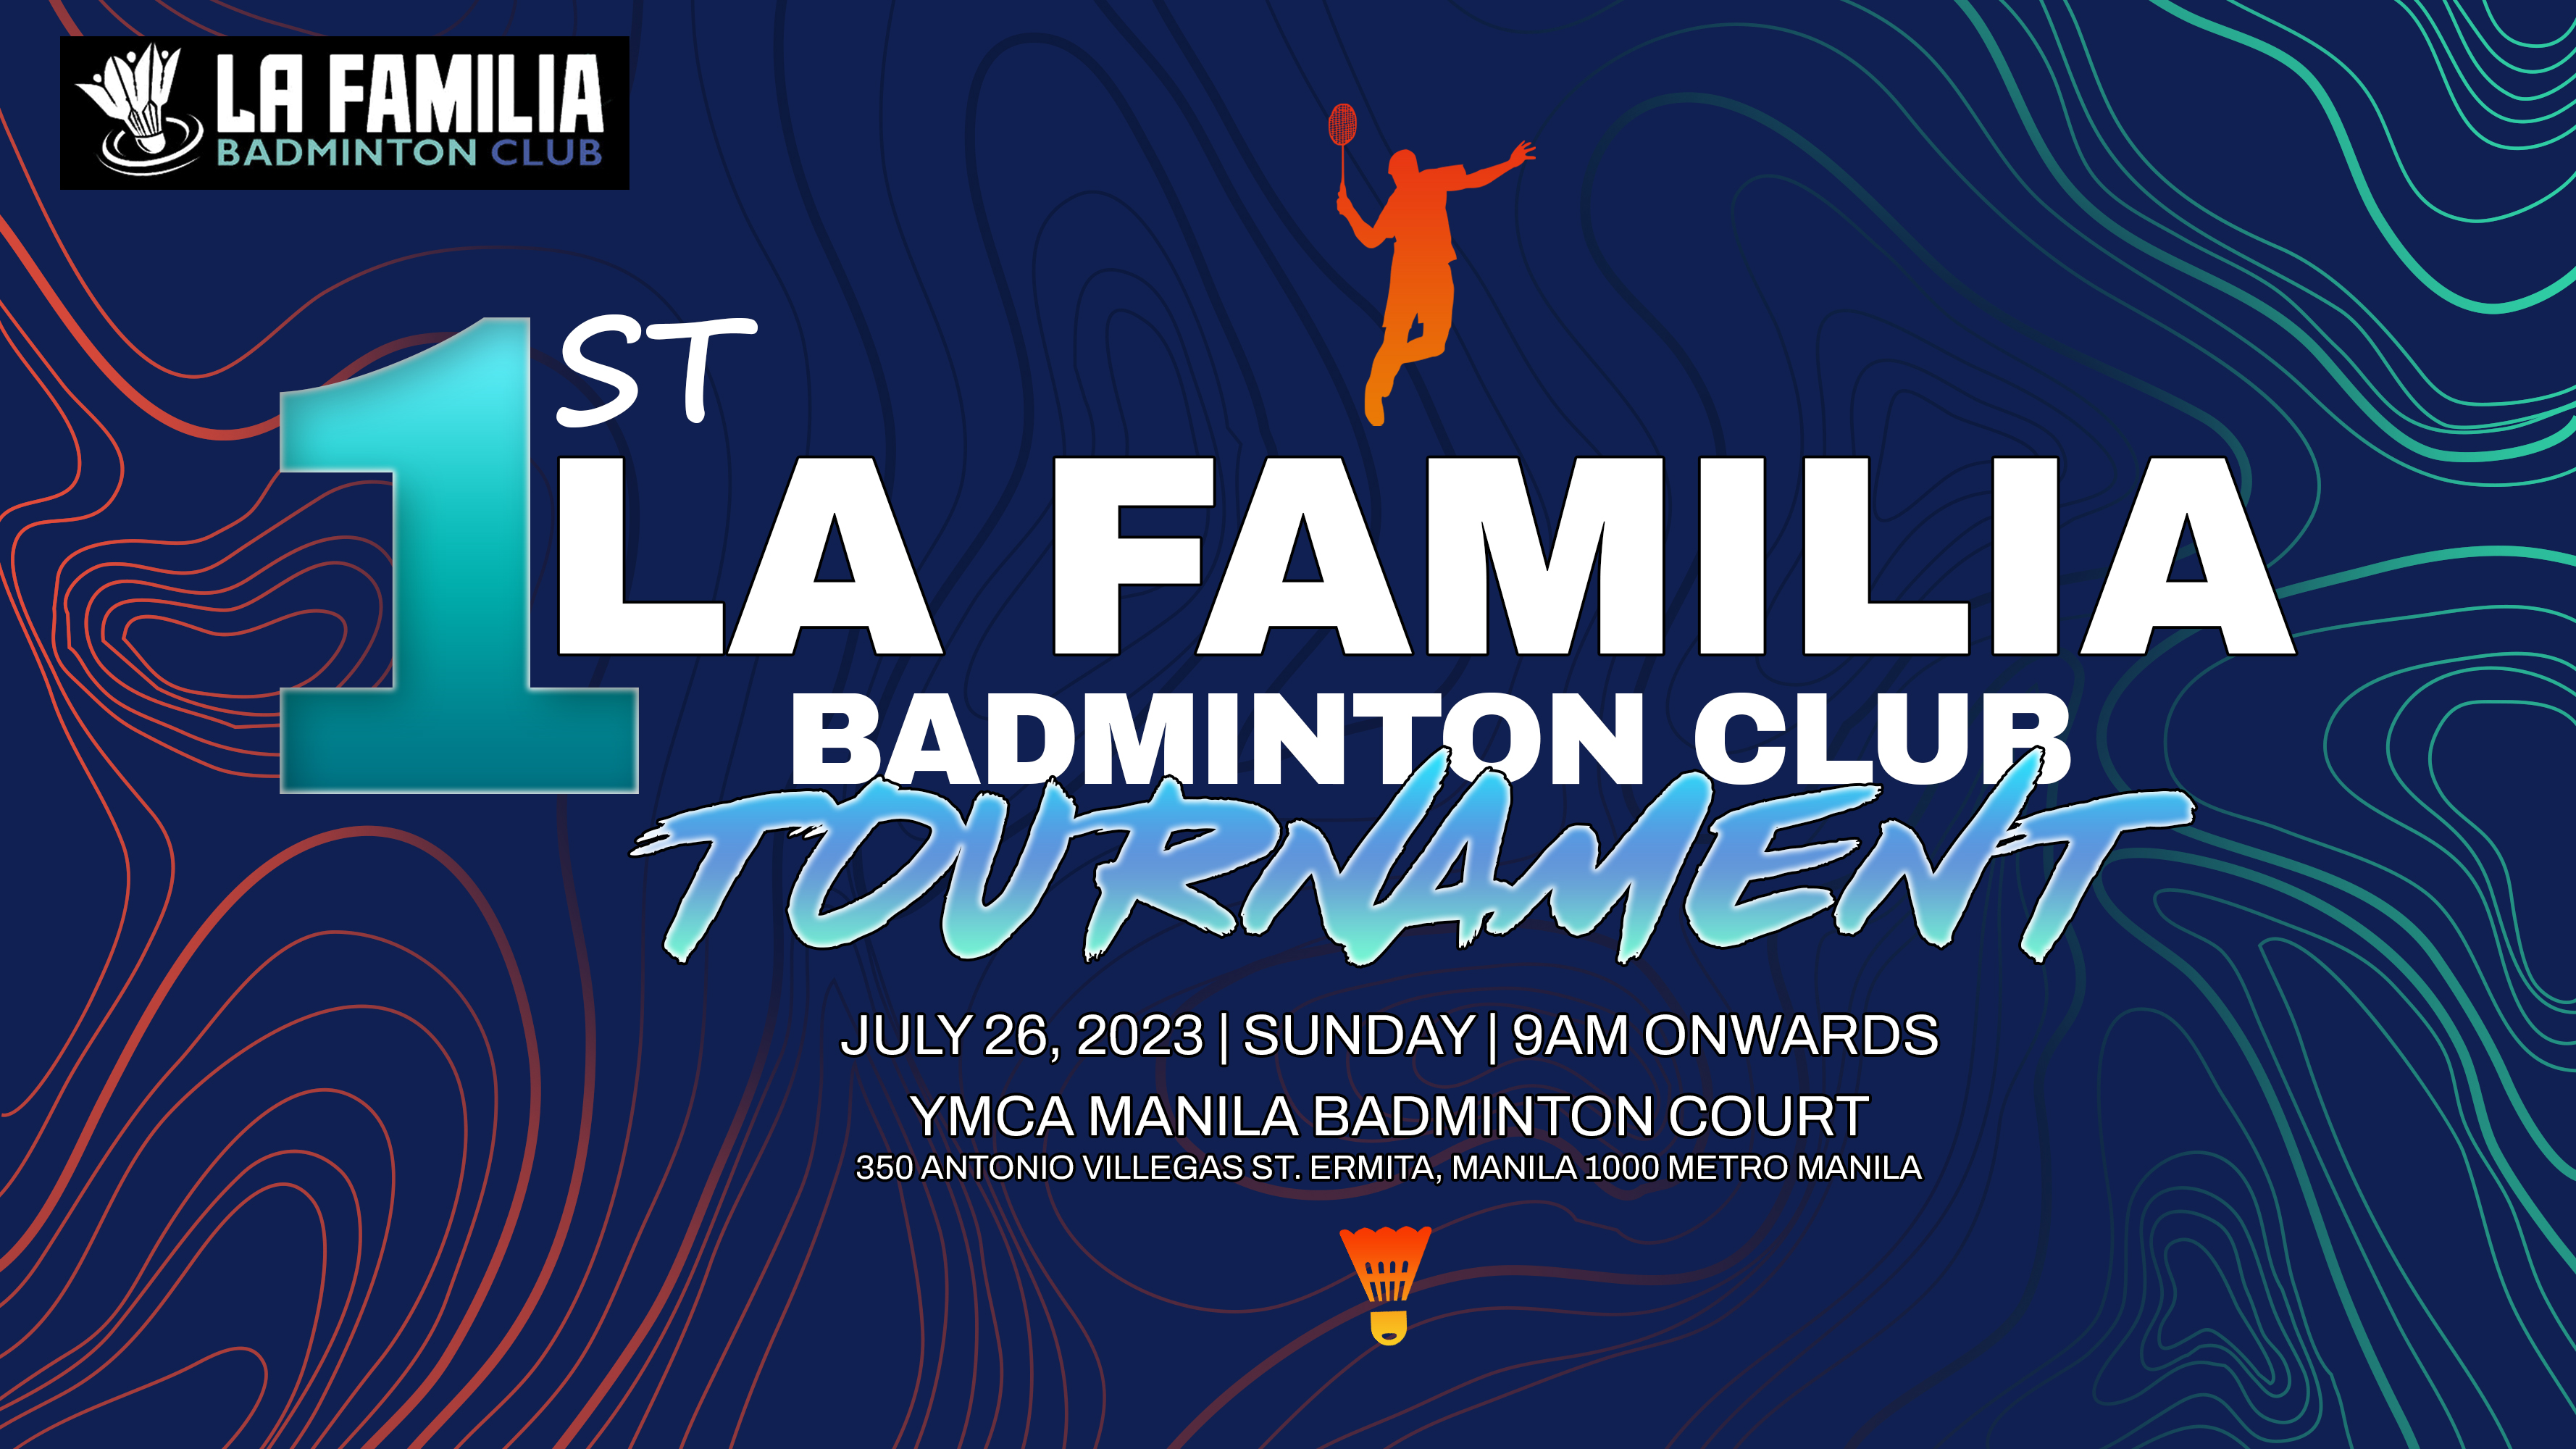 LA FAMILIA
BADMINTON CLUB
1ST
LA FAMILIA
BADMINTON CLUB
TOURNAMENT
JULY 26, 2023 | SUNDAY | 9AM ONWARDS
YMCA MANILA BADMINTON COURT
350 ANTONIO VILLEGAS ST. ERMITA, MANILA 1000 METRO MANILA